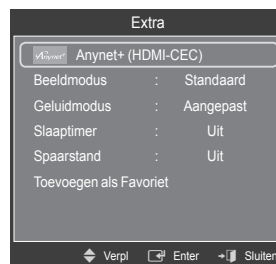 Extra
Anynet+ Anynet+ (HDMI-CEC)
Beeldmodus : Standaard
Geluidmodus : Aangepast
Slaaptimer : Uit
Spaarstand : Uit
Toevoegen als Favoriet
Verpl Enter Sluiten